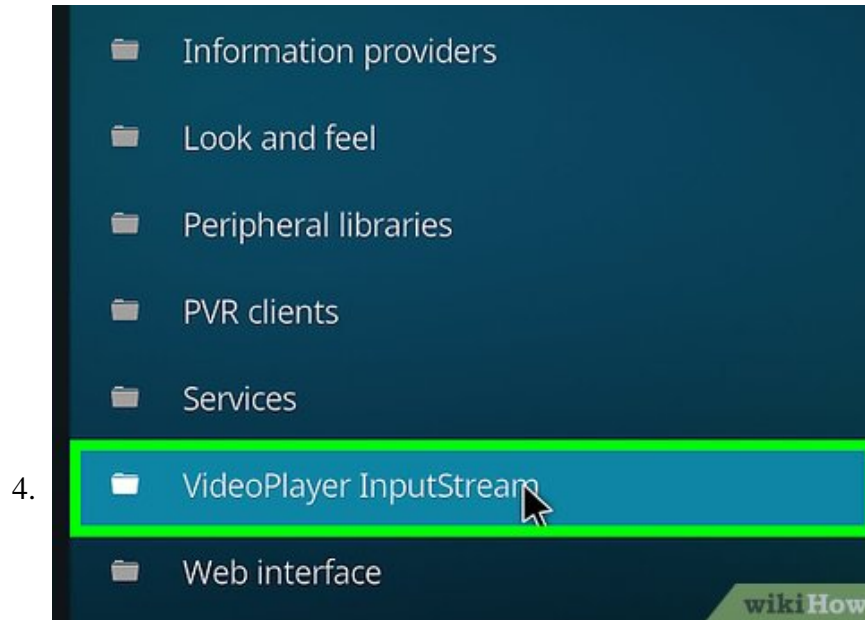 Information providers
Look and feel
Peripheral libraries
PVR clients
Services
4.
VideoPlayer InputStream
Web interface
wikiHow